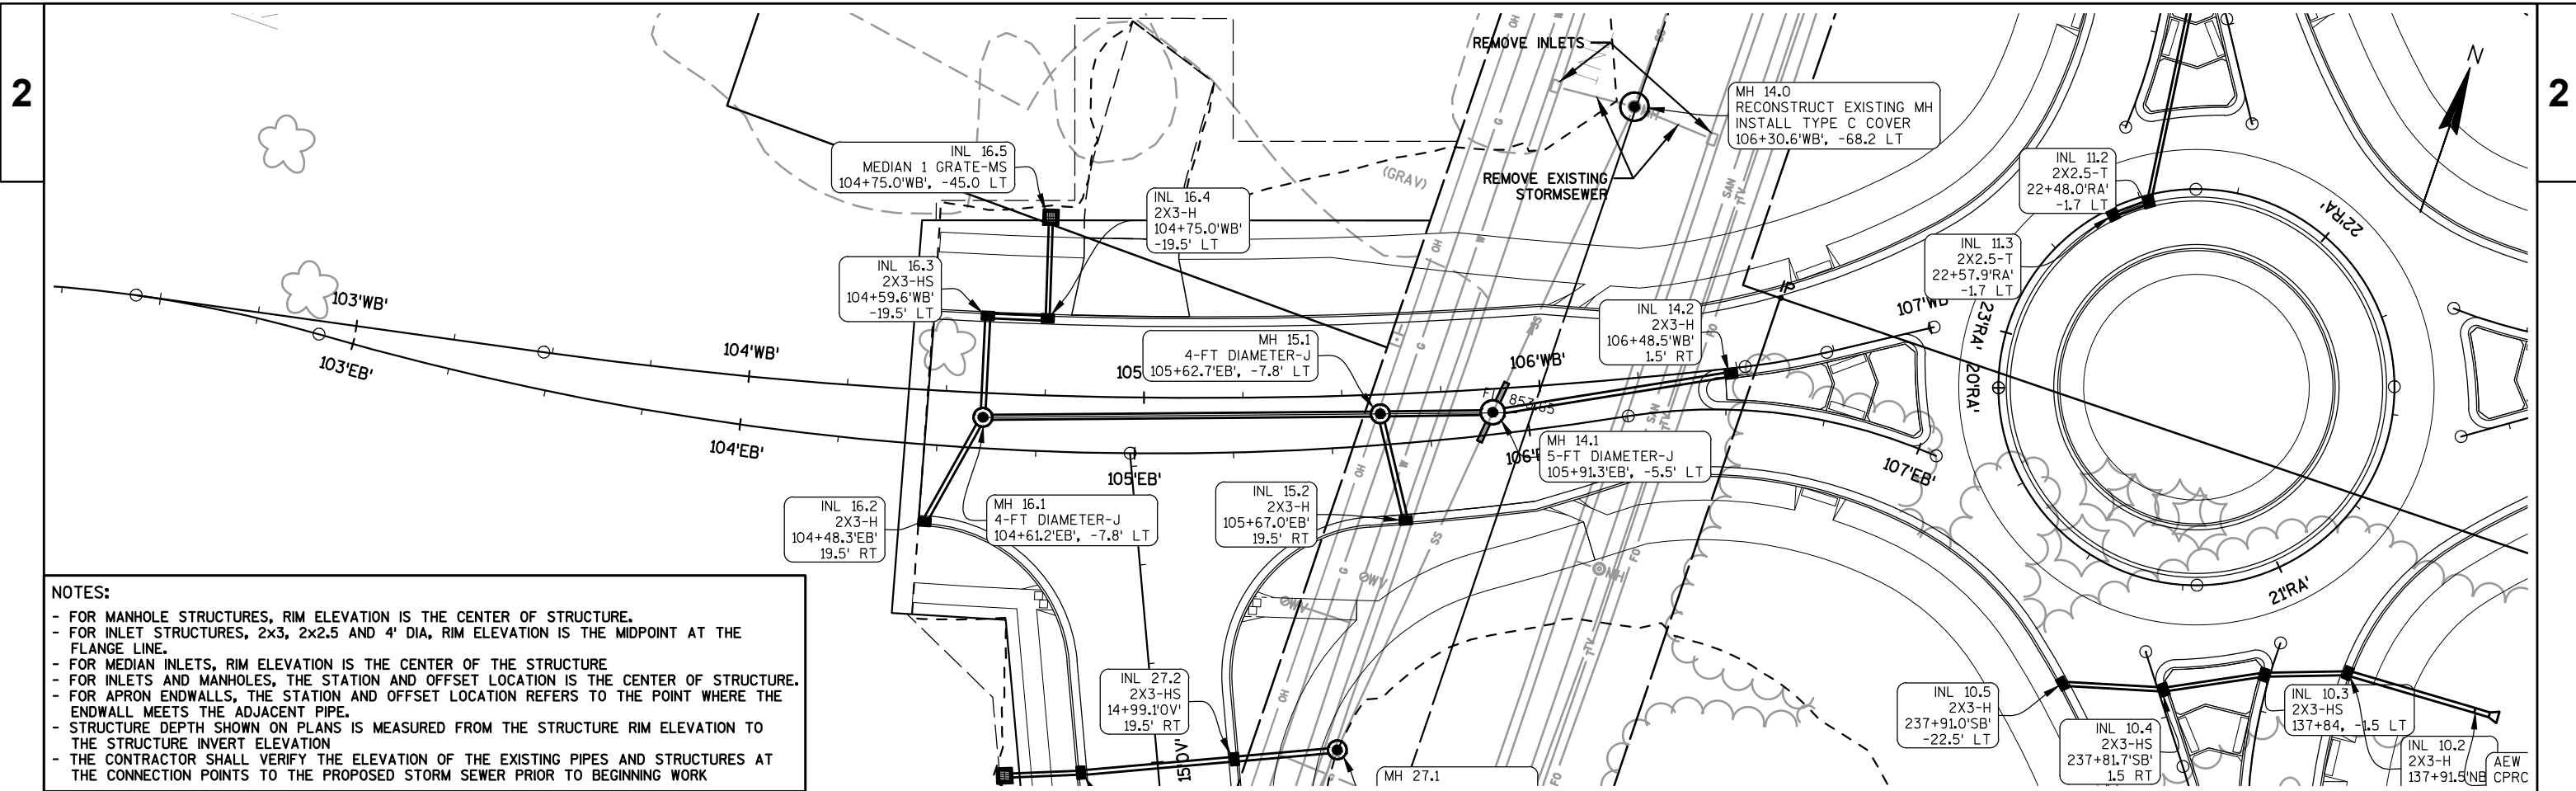 2
2
N
REMOVE INLETS
MH 14.0
RECONSTRUCT EXISTING MH
INSTALL TYPE C COVER
106+30.6'WB', -68.2 LT
INL 16.5
MEDIAN 1 GRATE-MS
104+75.0'WB', -45.0 LT
(GRAV)
REMOVE EXISTING
STORMSEWER
INL 11.2
2X2.5-T
22+48.0'RA'
-1.7 LT
22'RA'
INL 16.4
2X3-H
104+75.0'WB'
-19.5' LT
INL 11.3
2X2.5-T
22+57.9'RA'
-1.7 LT
INL 16.3
2X3-HS
104+59.6'WB'
-19.5' LT
103'WB'
103'EB'
104'WB'
104'EB'
105
MH 15.1
4-FT DIAMETER-J
105+62.7'EB', -7.8' LT
106'WB'
INL 14.2
2X3-H
106+48.5'WB'
1.5' RT
107'WB
23'RA'
20'RA'
MH 14.1
5-FT DIAMETER-J
105+91.3'EB', -5.5' LT
107'EB'
105'EB'
INL 16.2
2X3-H
104+48.3'EB'
19.5' RT
MH 16.1
4-FT DIAMETER-J
104+61.2'EB', -7.8' LT
INL 15.2
2X3-H
105+67.0'EB'
19.5' RT
21'RA'
NOTES:
- FOR MANHOLE STRUCTURES, RIM ELEVATION IS THE CENTER OF STRUCTURE.
- FOR INLET STRUCTURES, 2x3, 2x2.5 AND 4' DIA, RIM ELEVATION IS THE MIDPOINT AT THE
FLANGE LINE.
- FOR MEDIAN INLETS, RIM ELEVATION IS THE CENTER OF THE STRUCTURE
- FOR INLETS AND MANHOLES, THE STATION AND OFFSET LOCATION IS THE CENTER OF STRUCTURE.
- FOR APRON ENDWALLS, THE STATION AND OFFSET LOCATION REFERS TO THE POINT WHERE THE
ENDWALL MEETS THE ADJACENT PIPE.
- STRUCTURE DEPTH SHOWN ON PLANS IS MEASURED FROM THE STRUCTURE RIM ELEVATION TO
THE STRUCTURE INVERT ELEVATION
- THE CONTRACTOR SHALL VERIFY THE ELEVATION OF THE EXISTING PIPES AND STRUCTURES AT
THE CONNECTION POINTS TO THE PROPOSED STORM SEWER PRIOR TO BEGINNING WORK
INL 27.2
2X3-HS
14+99.1'OV'
19.5' RT
15'OV'
MH 27.1
INL 10.5
2X3-H
237+91.0'SB'
-22.5' LT
INL 10.4
2X3-HS
237+81.7'SB'
1.5 RT
INL 10.3
2X3-HS
137+84, -1.5 LT
INL 10.2
2X3-H
137+91.5'NB
AEW
CPRC